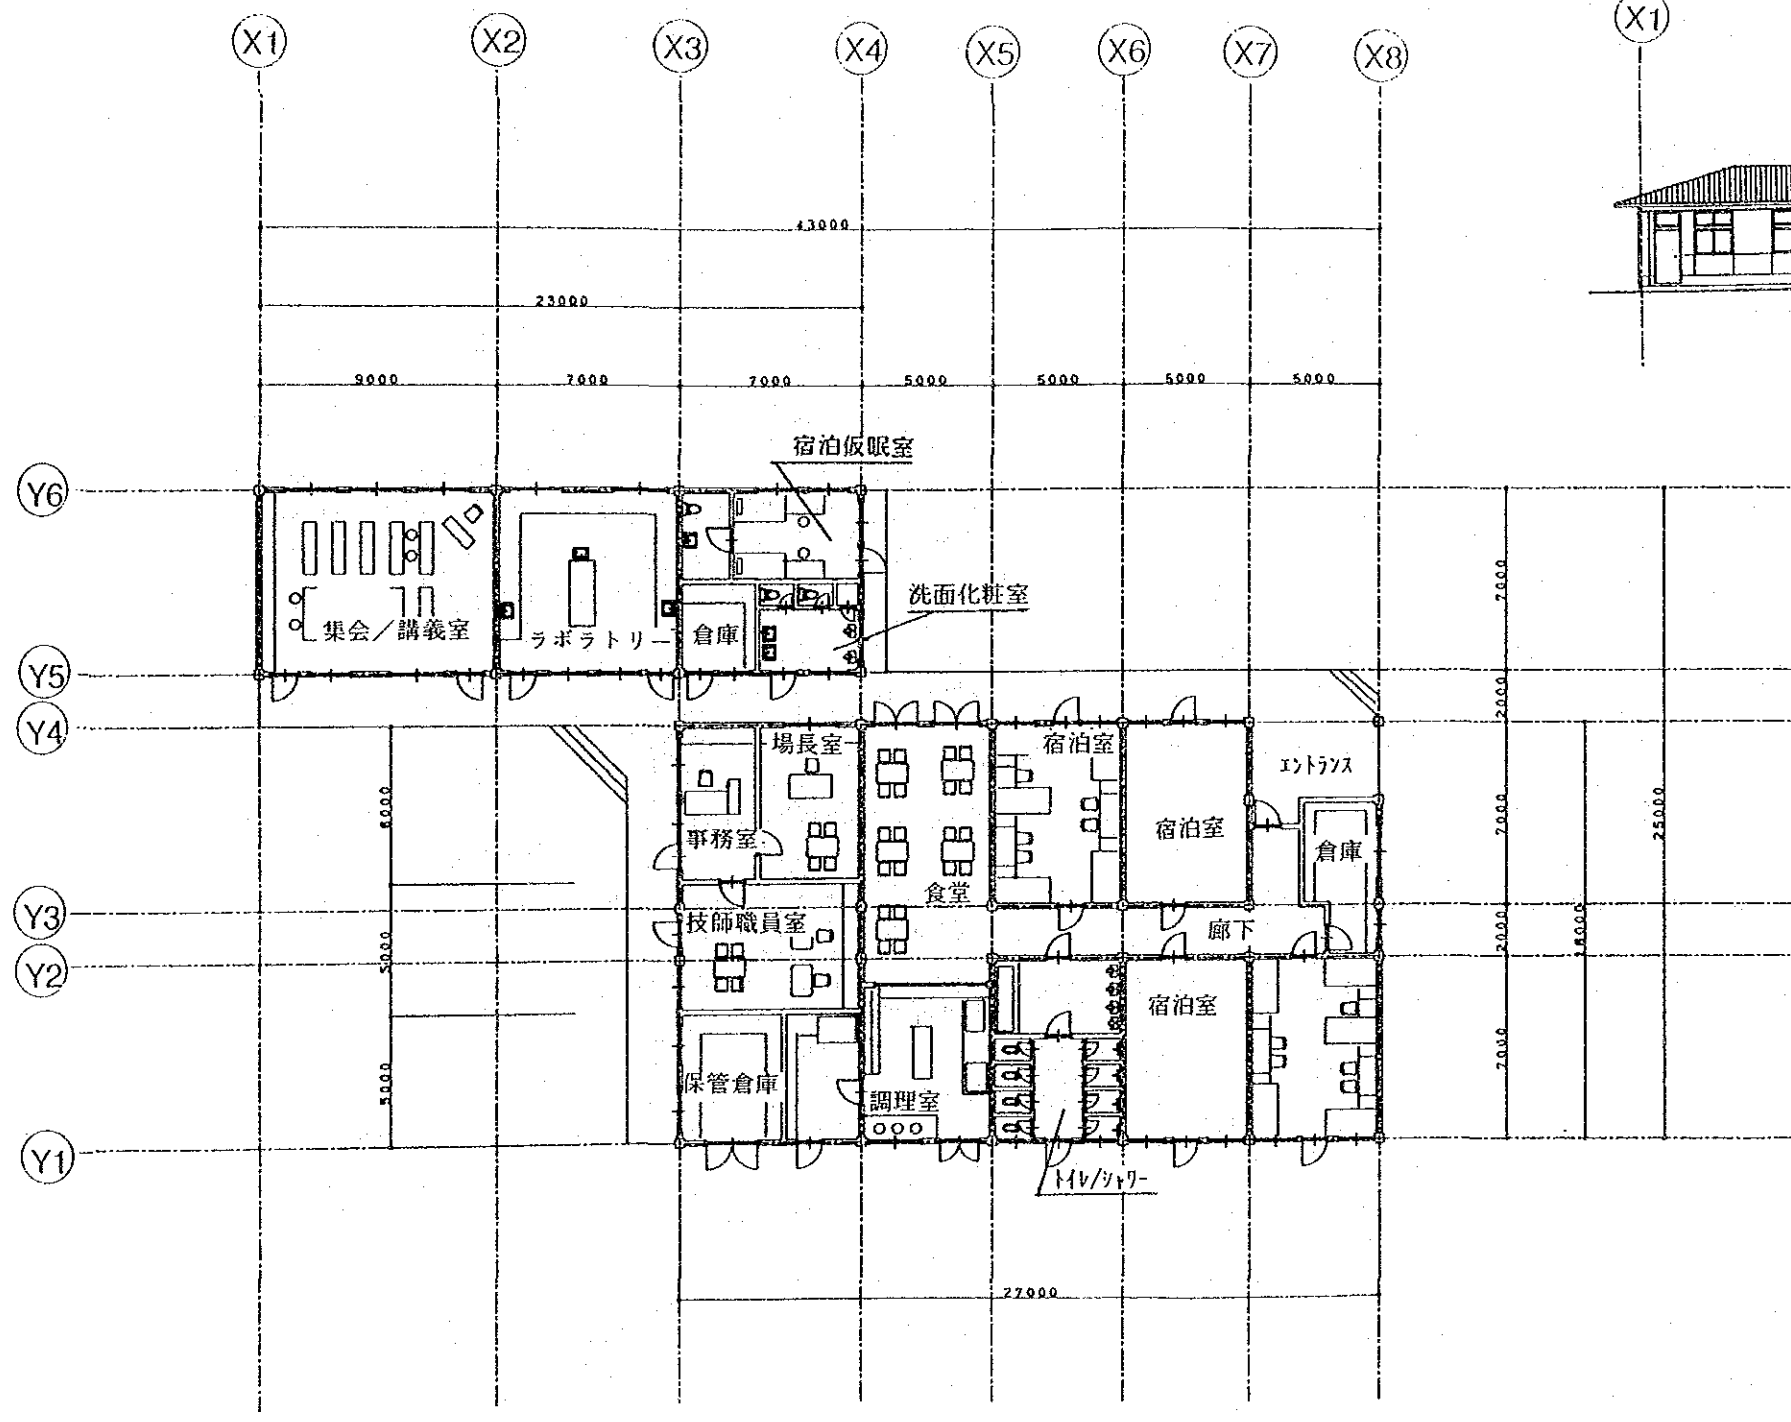 X1
X2
X3
X4
X5
X6
X7
X8
X1
43000
23000
9000
7000
7000
5000
5000
5000
5000
宿泊仮眠室
Y6
洗面化粧室
集会/講義室
ラボラトリー
倉庫
7000
Y5
2000
Y4
場長室
宿泊室
エントランス
6000
事務室
宿泊室
倉庫
7000
25000
食堂
Y3
技師職員室
廊下
5000
2000
Y2
宿泊室
保管倉庫
調理室
5000
7000
Y1
トイレ/シャワー
27000